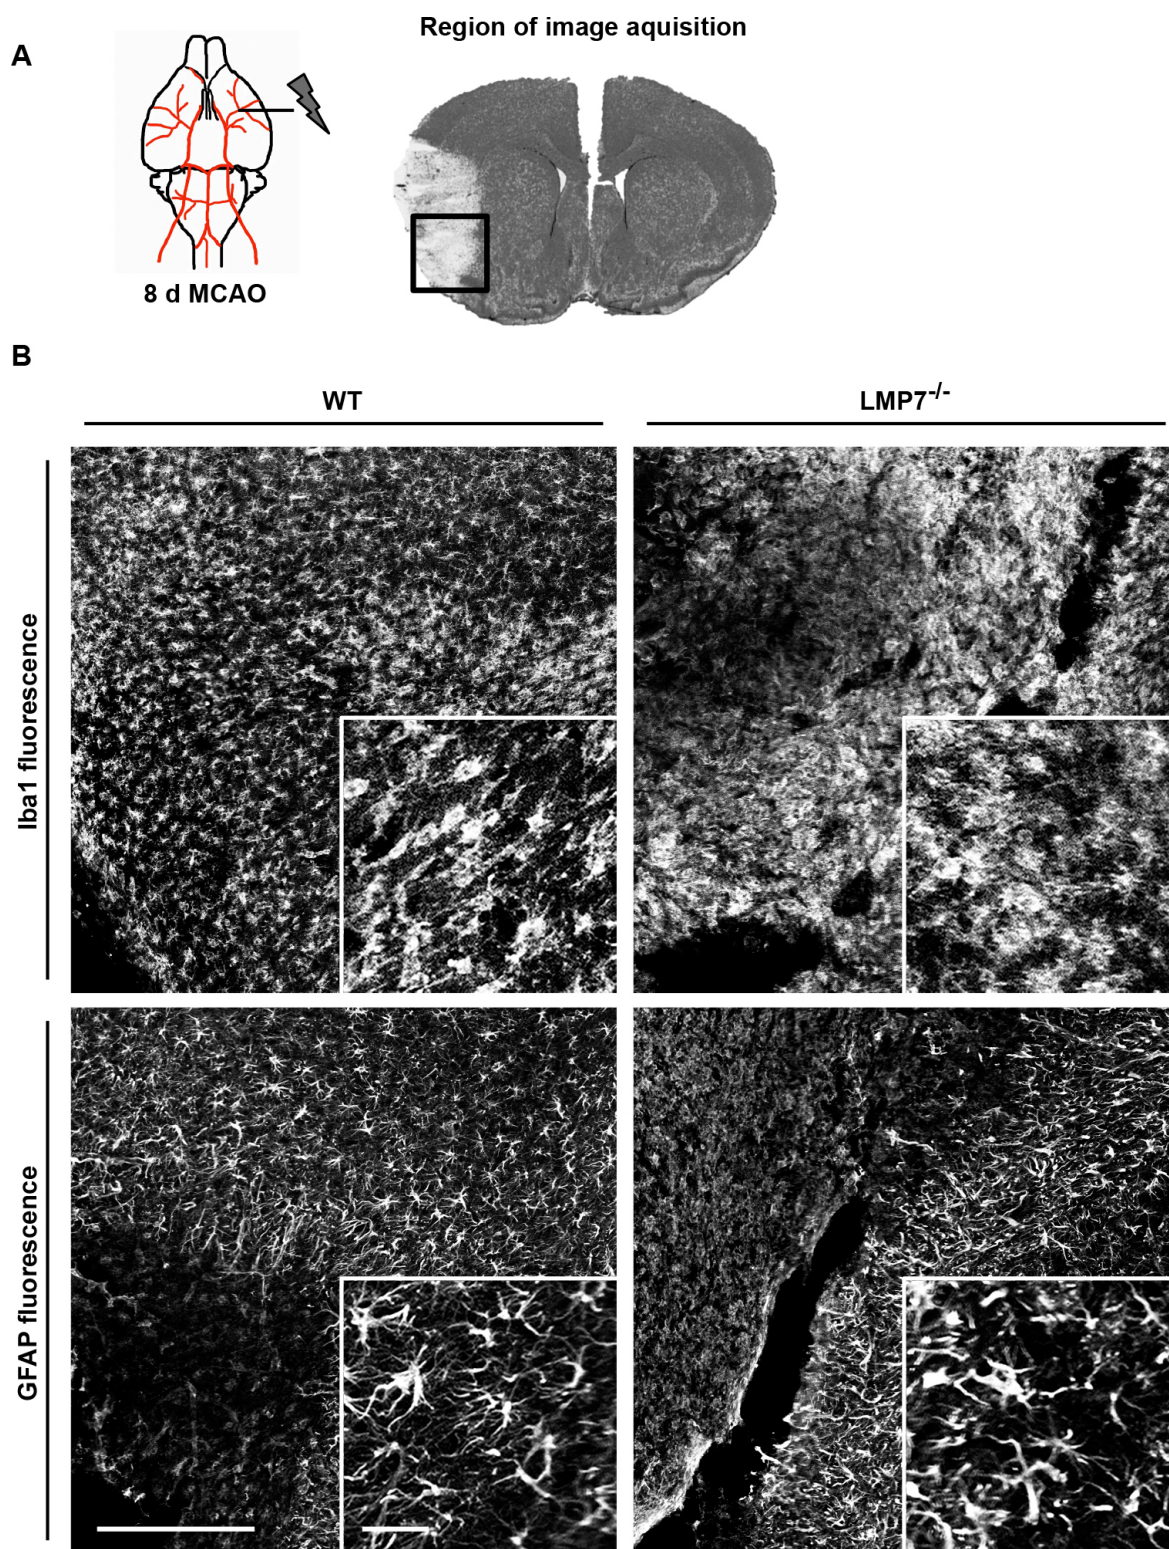 A
Region of image aquisition
8 d MCAO
B
WT
LMP7-/-
Iba1 fluorescence
GFAP fluorescence